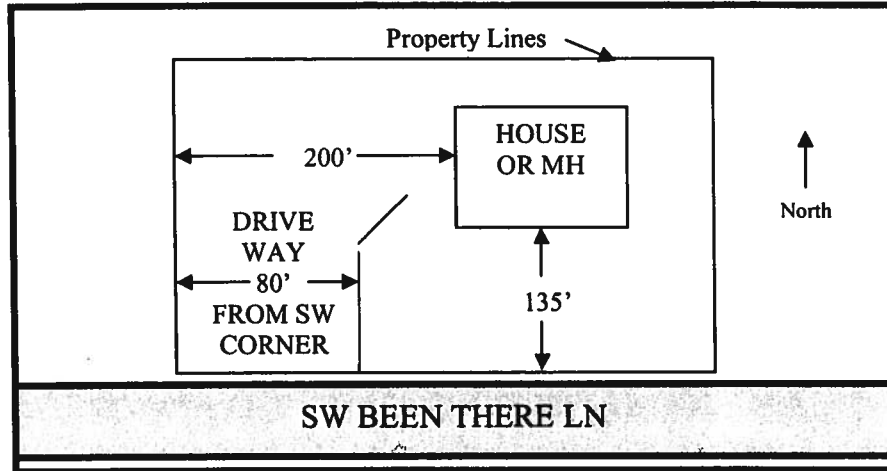 Property Lines
HOUSE
OR MH
200'
North
DRIVE
WAY
80'
FROM SW
CORNER
135'
SW BEEN THERE LN